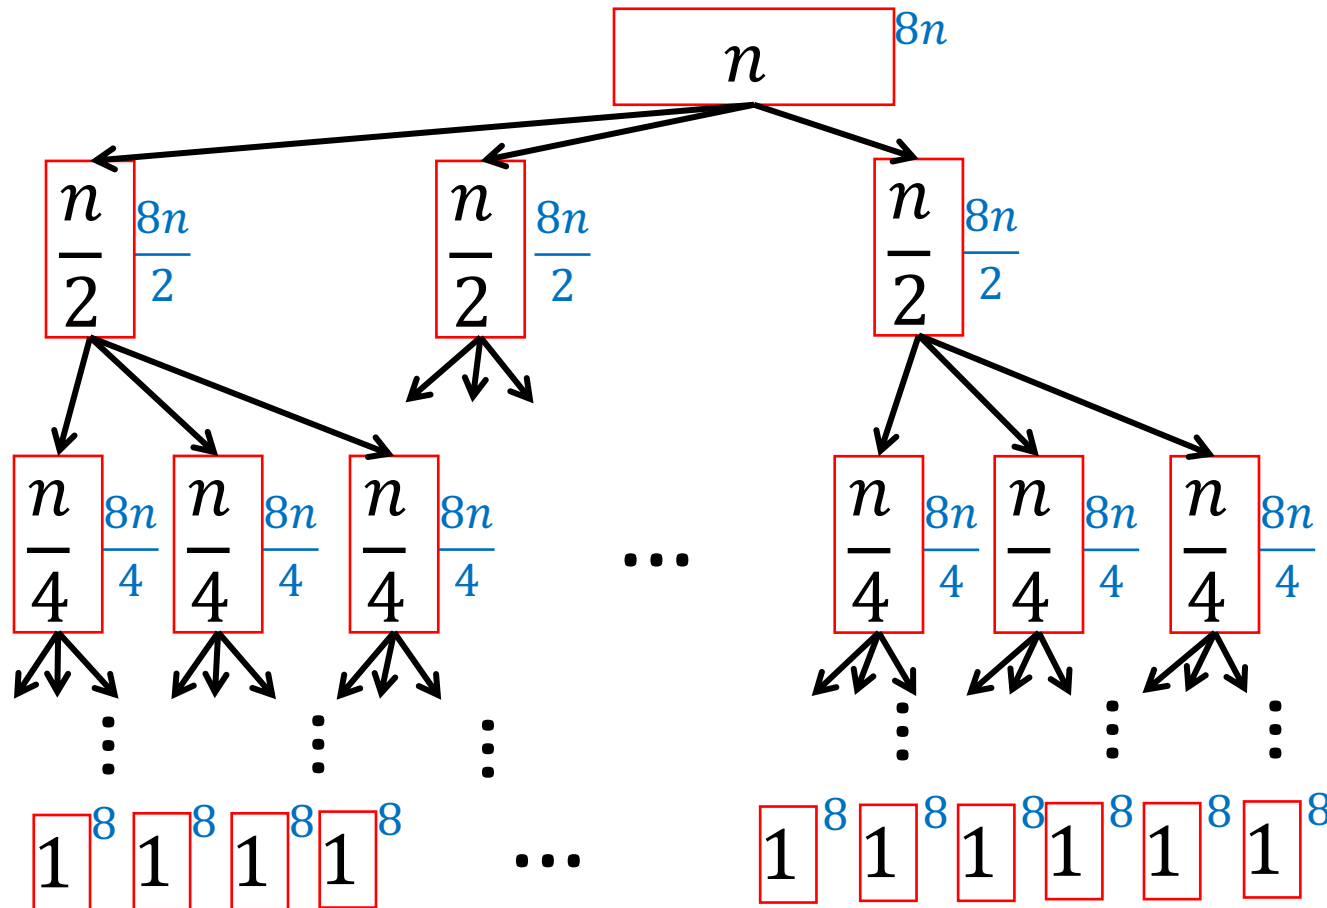 n 8n
n/2 8n/2 n/2 8n/2 n/2 8n/2
n/4 8n/4 n/4 8n/4 n/4 8n/4 … n/4 8n/4 n/4 8n/4 n/4 8n/4
⋮ ⋮ ⋮ ⋮ ⋮ ⋮
1 8 1 8 1 8 1 8 … 1 8 1 8 1 8 1 8 1 8 1 8